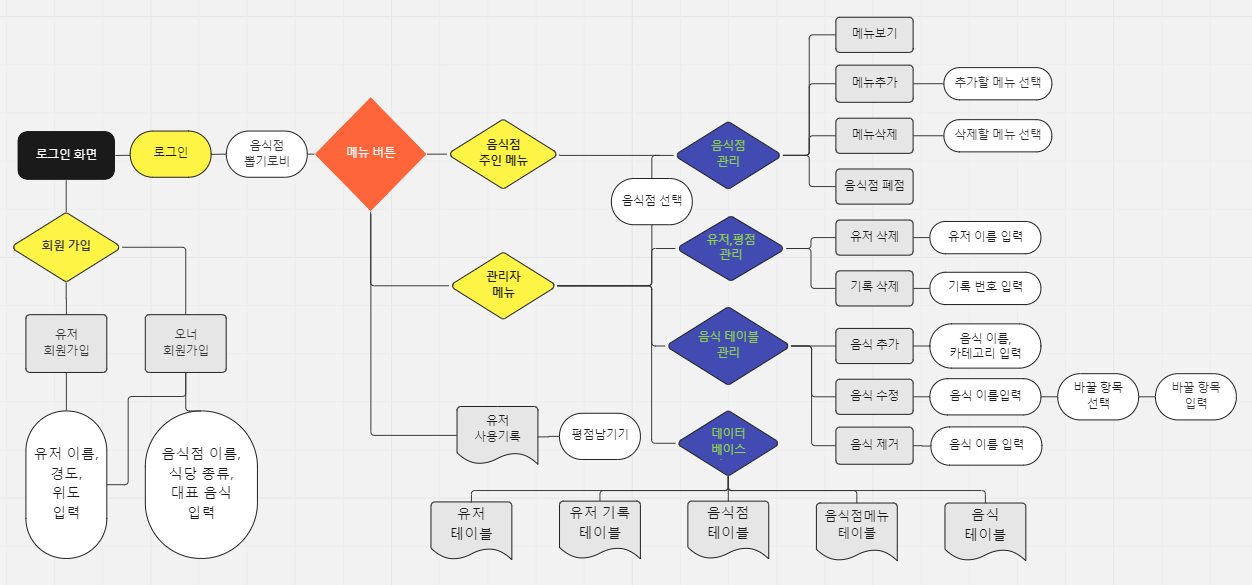 메뉴보기
메뉴추가
추가할 메뉴 선택
메뉴삭제
삭제할 메뉴 선택
음식점 폐점
로그인 화면
로그인
음식점
뽑기로비
메뉴 버튼
음식점
주인 메뉴
음식점
관리
음식점 선택
회원 가입
관리자
메뉴
유저,평점
관리
유저 삭제
유저 이름 입력
기록 삭제
기록 번호 입력
유저
회원가입
오너
회원가입
음식 테이블
관리
음식 추가
음식 이름,
카테고리 입력
음식 수정
음식 이름입력
바꿀 항목
선택
바꿀 항목
입력
음식 제거
음식 이름 입력
유저
사용기록
평점남기기
데이터
베이스
유저 이름,
경도,
위도
입력
음식점 이름,
식당 종류,
대표 음식
입력
유저
테이블
유저 기록
테이블
음식점
테이블
음식점메뉴
테이블
음식
테이블